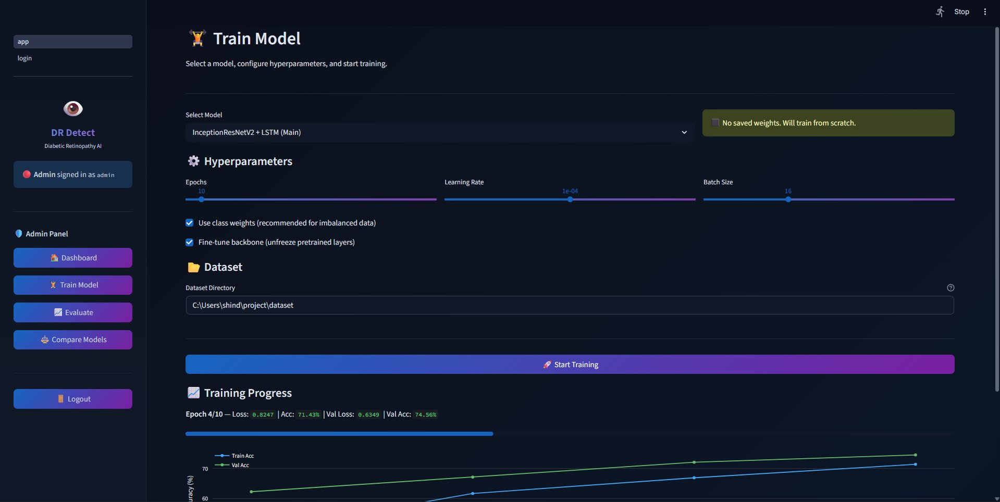 Stop
app
login
DR Detect
Diabetic Retinopathy AI
Admin signed in as admin
Admin Panel
Dashboard
Train Model
Evaluate
Compare Models
Logout
Train Model
Select a model, configure hyperparameters, and start training.
Select Model
InceptionResNetV2 + LSTM (Main)
No saved weights. Will train from scratch.
Hyperparameters
Epochs
10
Learning Rate
1e-04
Batch Size
16
Use class weights (recommended for imbalanced data)
Fine-tune backbone (unfreeze pretrained layers)
Dataset
Dataset Directory
C:\Users\shind\project\dataset
Start Training
Training Progress
Epoch 4/10 — Loss: 0.8247 | Acc: 71.43% | Val Loss: 0.6349 | Val Acc: 74.56%
Train Acc
Val Acc
70
60
uracy (%)